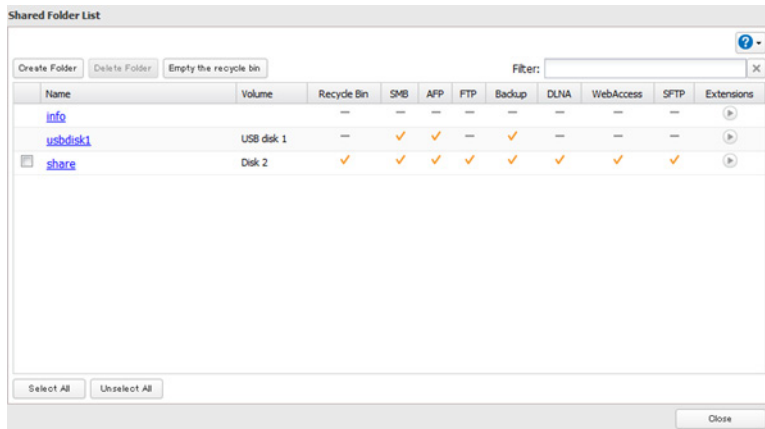 Shared Folder List
?
Create Folder Delete Folder Empty the recycle bin Filter:
Name Volume Recycle Bin SMB AFP FTP Backup DLNA WebAccess SFTP Extensions
info — — — — — — — —
usbdisk1 USB disk 1 — ✓ ✓ — ✓ — — —
share Disk 2 ✓ ✓ ✓ ✓ ✓ ✓ ✓ ✓
Select All Unselect All
Close